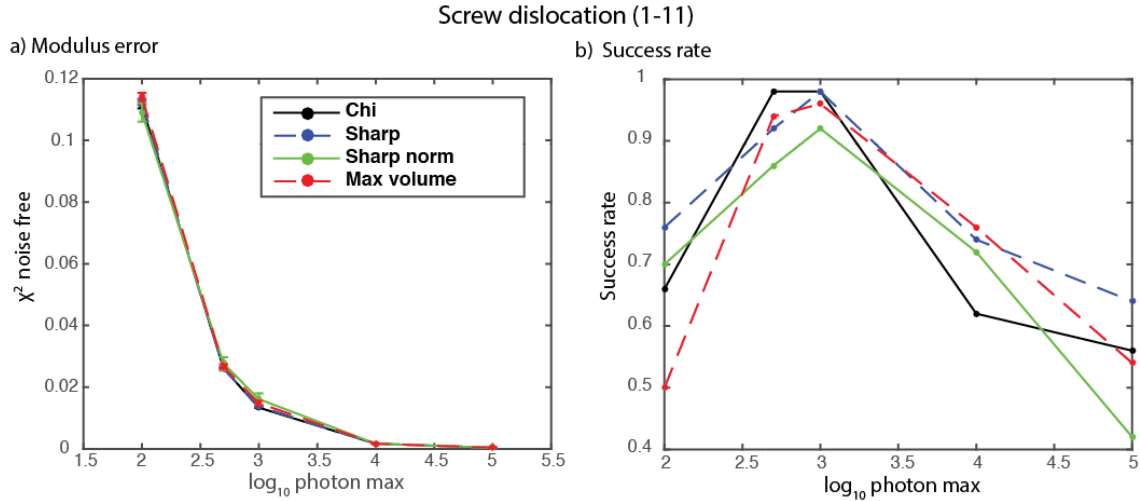 Screw dislocation (1-11)
a) Modulus error
b) Success rate
0.12
0.1
0.08
0.06
0.04
0.02
0
χ² noise free
Chi
Sharp
Sharp norm
Max volume
1.5 2 2.5 3 3.5 4 4.5 5 5.5
log₁₀ photon max
1
0.9
0.8
0.7
0.6
0.5
0.4
Success rate
2 2.5 3 3.5 4 4.5 5
log₁₀ photon max